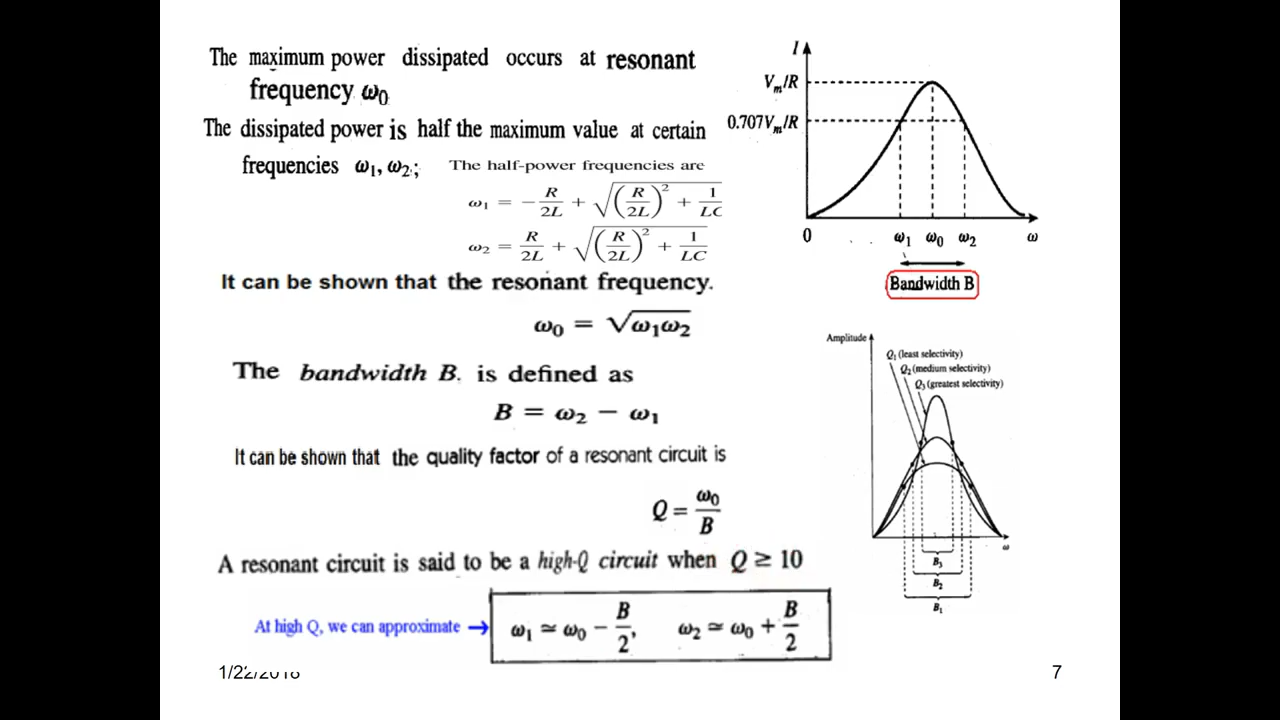 The maximum power dissipated occurs at resonant
frequency ω₀
The dissipated power is half the maximum value at certain
frequencies ω₁, ω₂;
The half-power frequencies are
ω₁ = −R/2L + √((R/2L)² + 1/LC
ω₂ = R/2L + √((R/2L)² + 1/LC)
It can be shown that the resonant frequency.
ω₀ = √ω₁ω₂
The bandwidth B. is defined as
B = ω₂ − ω₁
It can be shown that the quality factor of a resonant circuit is
Q = ω₀/B
A resonant circuit is said to be a high-Q circuit when Q ≥ 10
At high Q, we can approximate →
ω₁ ≃ ω₀ − B/2, ω₂ ≃ ω₀ + B/2
I
Vₘ/R
0.707Vₘ/R
0 ω₁ ω₀ ω₂ ω
Bandwidth B
Amplitude
Q₁ (least selectivity)
Q₂ (medium selectivity)
Q₃ (greatest selectivity)
ω
B₃
B₂
B₁
1/22/2018
7